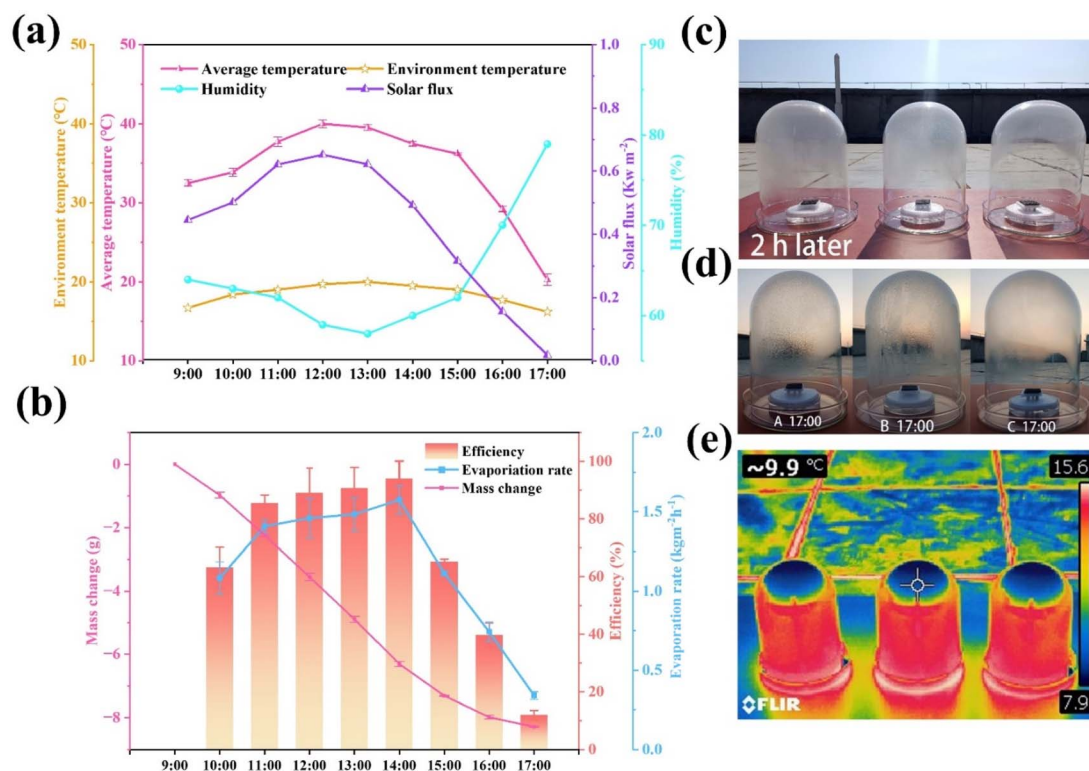 (a)
Average temperature
Environment temperature
Humidity
Solar flux
Environment temperature (°C)
50
40
30
20
10
Average temperature (°C)
50
40
30
20
10
Solar flux (Kw m⁻²)
1.0
0.8
0.6
0.4
0.2
0.0
Humidity (%)
90
80
70
60
9:00 10:00 11:00 12:00 13:00 14:00 15:00 16:00 17:00
(b)
Efficiency
Evaporiation rate
Mass change
Mass change (g)
0
−2
−4
−6
−8
Efficiency (%)
100
80
60
40
20
0
Evaporation rate (kgm⁻²h⁻¹)
2.0
1.5
1.0
0.5
0.0
9:00 10:00 11:00 12:00 13:00 14:00 15:00 16:00 17:00
(c)
2 h later
(d)
A 17:00
B 17:00
C 17:00
(e)
~9.9 °C
15.6
7.9
FLIR